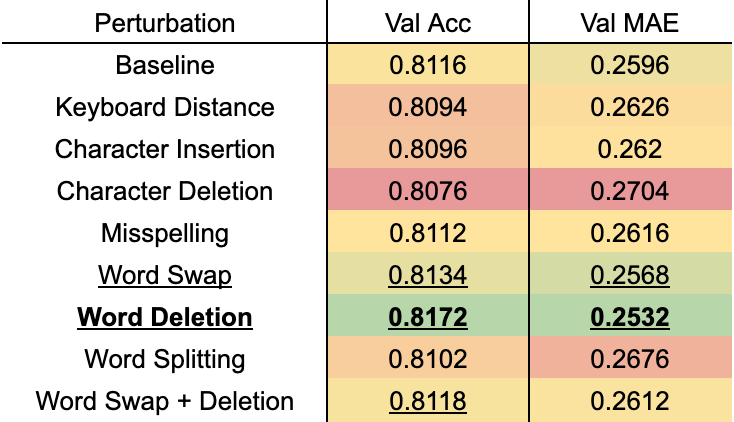 Perturbation Val Acc Val MAE
Baseline 0.8116 0.2596
Keyboard Distance 0.8094 0.2626
Character Insertion 0.8096 0.262
Character Deletion 0.8076 0.2704
Misspelling 0.8112 0.2616
Word Swap 0.8134 0.2568
Word Deletion 0.8172 0.2532
Word Splitting 0.8102 0.2676
Word Swap + Deletion 0.8118 0.2612